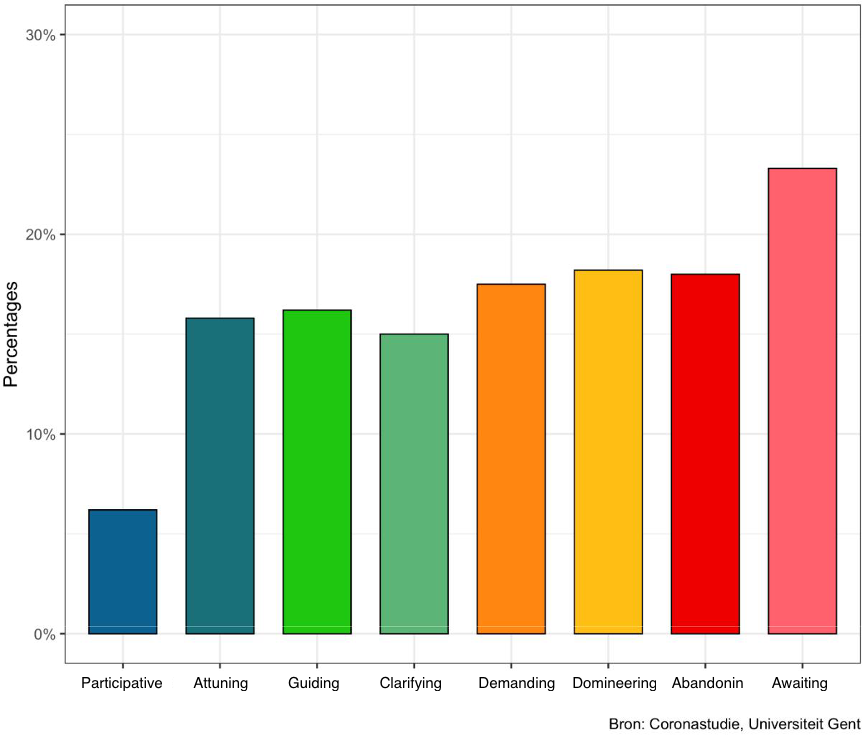 30%
20%
10%
0%
Percentages
Participative Attuning Guiding Clarifying Demanding Domineering Abandonin Awaiting
Bron: Coronastudie, Universiteit Gent